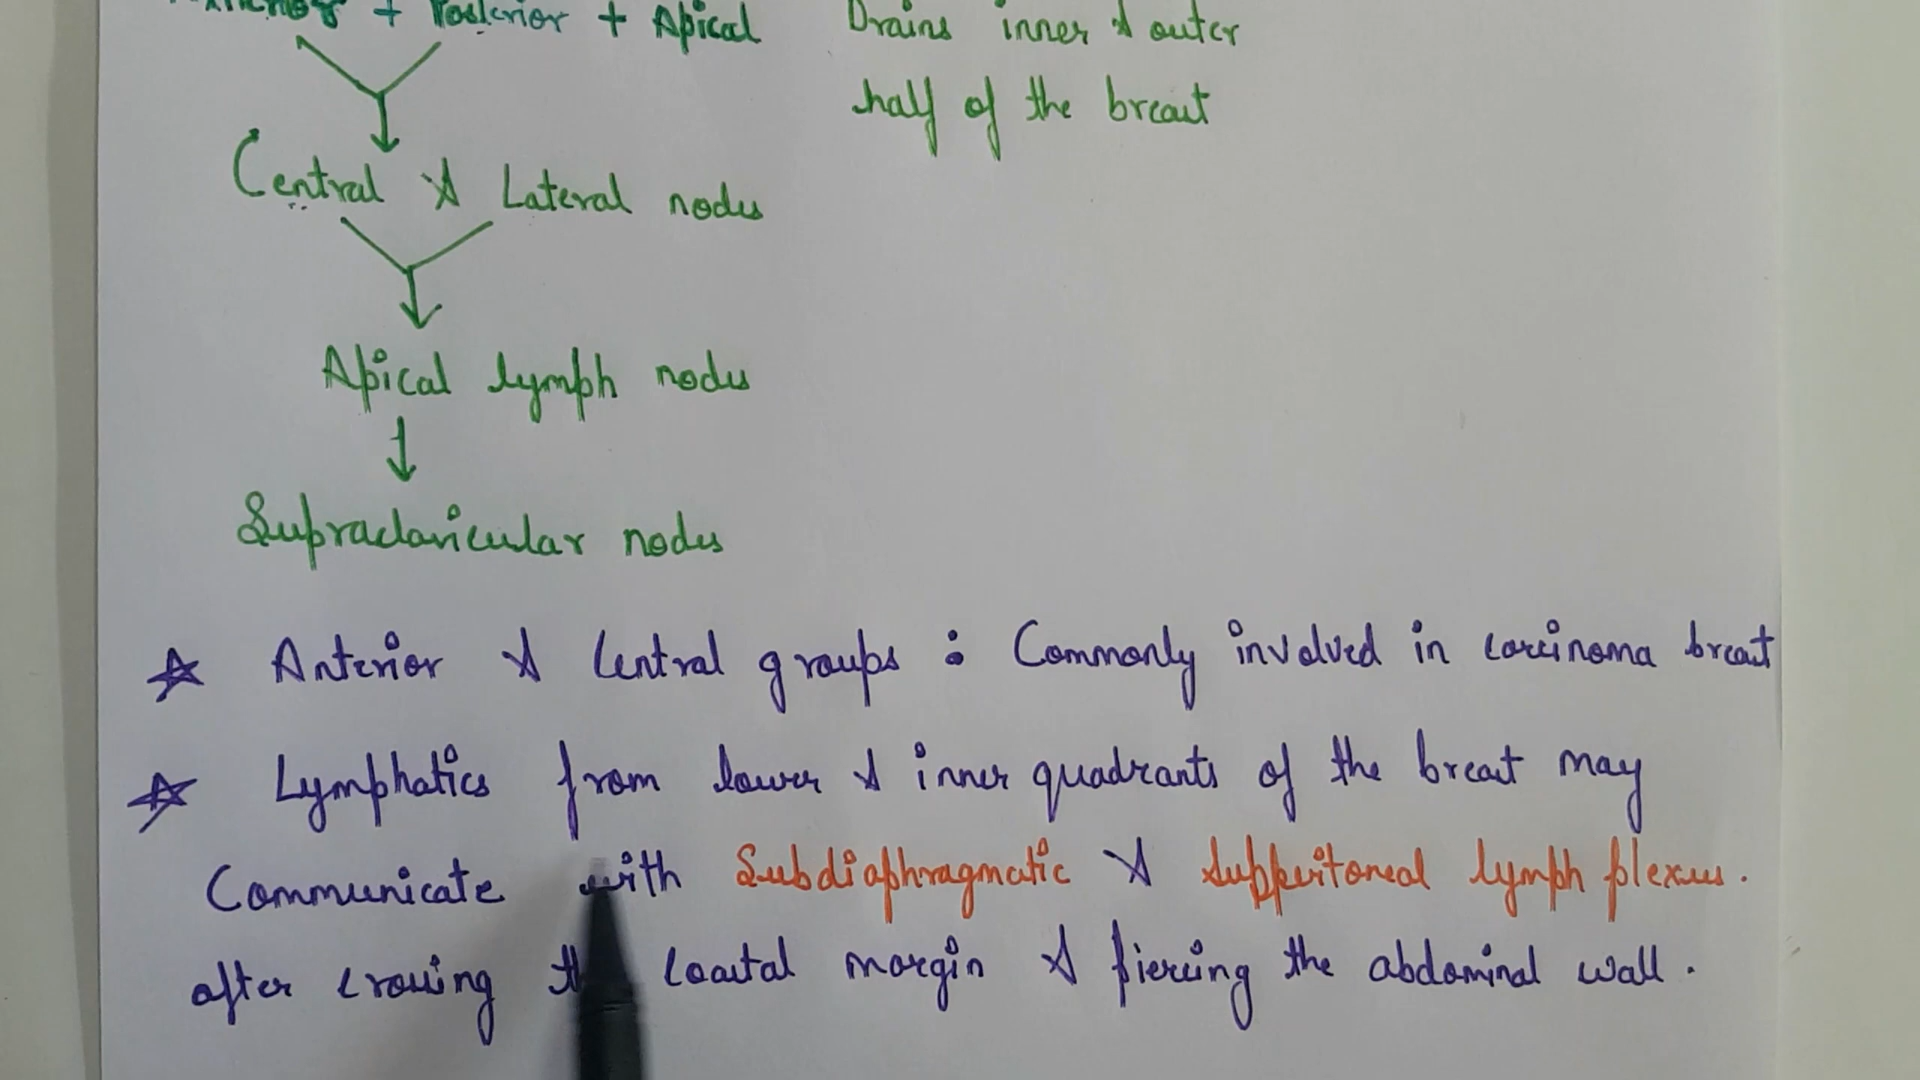 + Posterior + Apical
Drains inner & outer
half of the breast
Central & Lateral nodes
Apical lymph nodes
Supraclavicular nodes
Anterior & Central groups : Commonly involved in carcinoma breast
Lymphatics from lower & inner quadrants of the breast may
Communicate with Subdiaphragmatic & Subperitoneal lymph plexus.
after crossing the Coastal margin & piercing the abdominal wall.